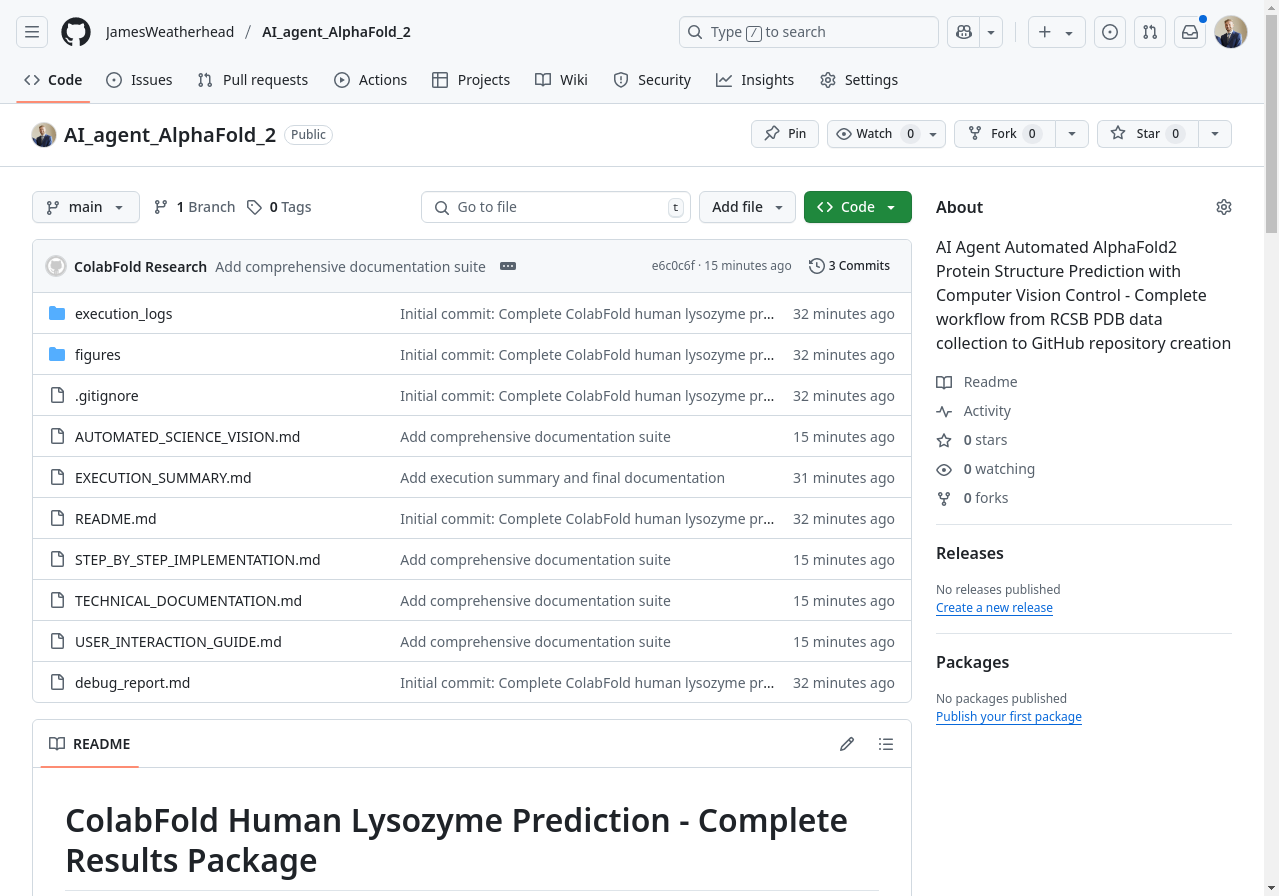 JamesWeatherhead / AI_agent_AlphaFold_2
Type / to search
Code Issues Pull requests Actions Projects Wiki Security Insights Settings
AI_agent_AlphaFold_2 Public
Pin Watch 0 Fork 0 Star 0
main 1 Branch 0 Tags Go to file t Add file Code
ColabFold Research Add comprehensive documentation suite e6c0c6f · 15 minutes ago 3 Commits
execution_logs Initial commit: Complete ColabFold human lysozyme pr... 32 minutes ago
figures Initial commit: Complete ColabFold human lysozyme pr... 32 minutes ago
.gitignore Initial commit: Complete ColabFold human lysozyme pr... 32 minutes ago
AUTOMATED_SCIENCE_VISION.md Add comprehensive documentation suite 15 minutes ago
EXECUTION_SUMMARY.md Add execution summary and final documentation 31 minutes ago
README.md Initial commit: Complete ColabFold human lysozyme pr... 32 minutes ago
STEP_BY_STEP_IMPLEMENTATION.md Add comprehensive documentation suite 15 minutes ago
TECHNICAL_DOCUMENTATION.md Add comprehensive documentation suite 15 minutes ago
USER_INTERACTION_GUIDE.md Add comprehensive documentation suite 15 minutes ago
debug_report.md Initial commit: Complete ColabFold human lysozyme pr... 32 minutes ago
README
ColabFold Human Lysozyme Prediction - Complete
Results Package
About
AI Agent Automated AlphaFold2
Protein Structure Prediction with
Computer Vision Control - Complete
workflow from RCSB PDB data
collection to GitHub repository creation
Readme
Activity
0 stars
0 watching
0 forks
Releases
No releases published
Create a new release
Packages
No packages published
Publish your first package